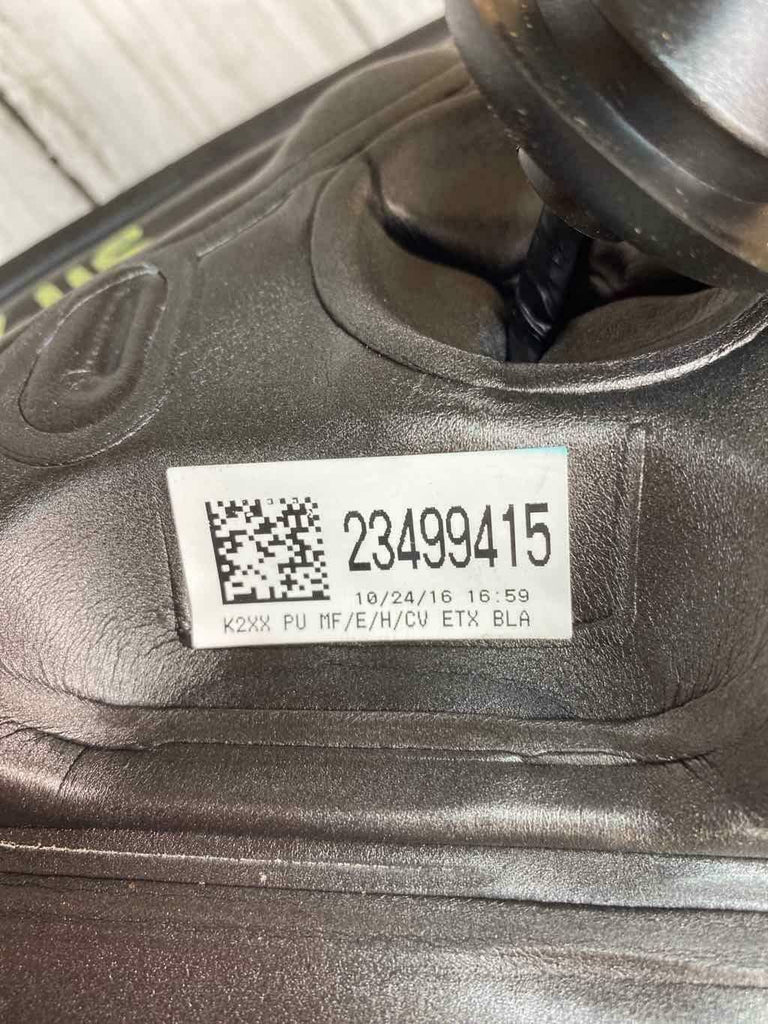 23499415
10/24/16 16:59
K2XX PU MF/E/H/CV ETX BLA